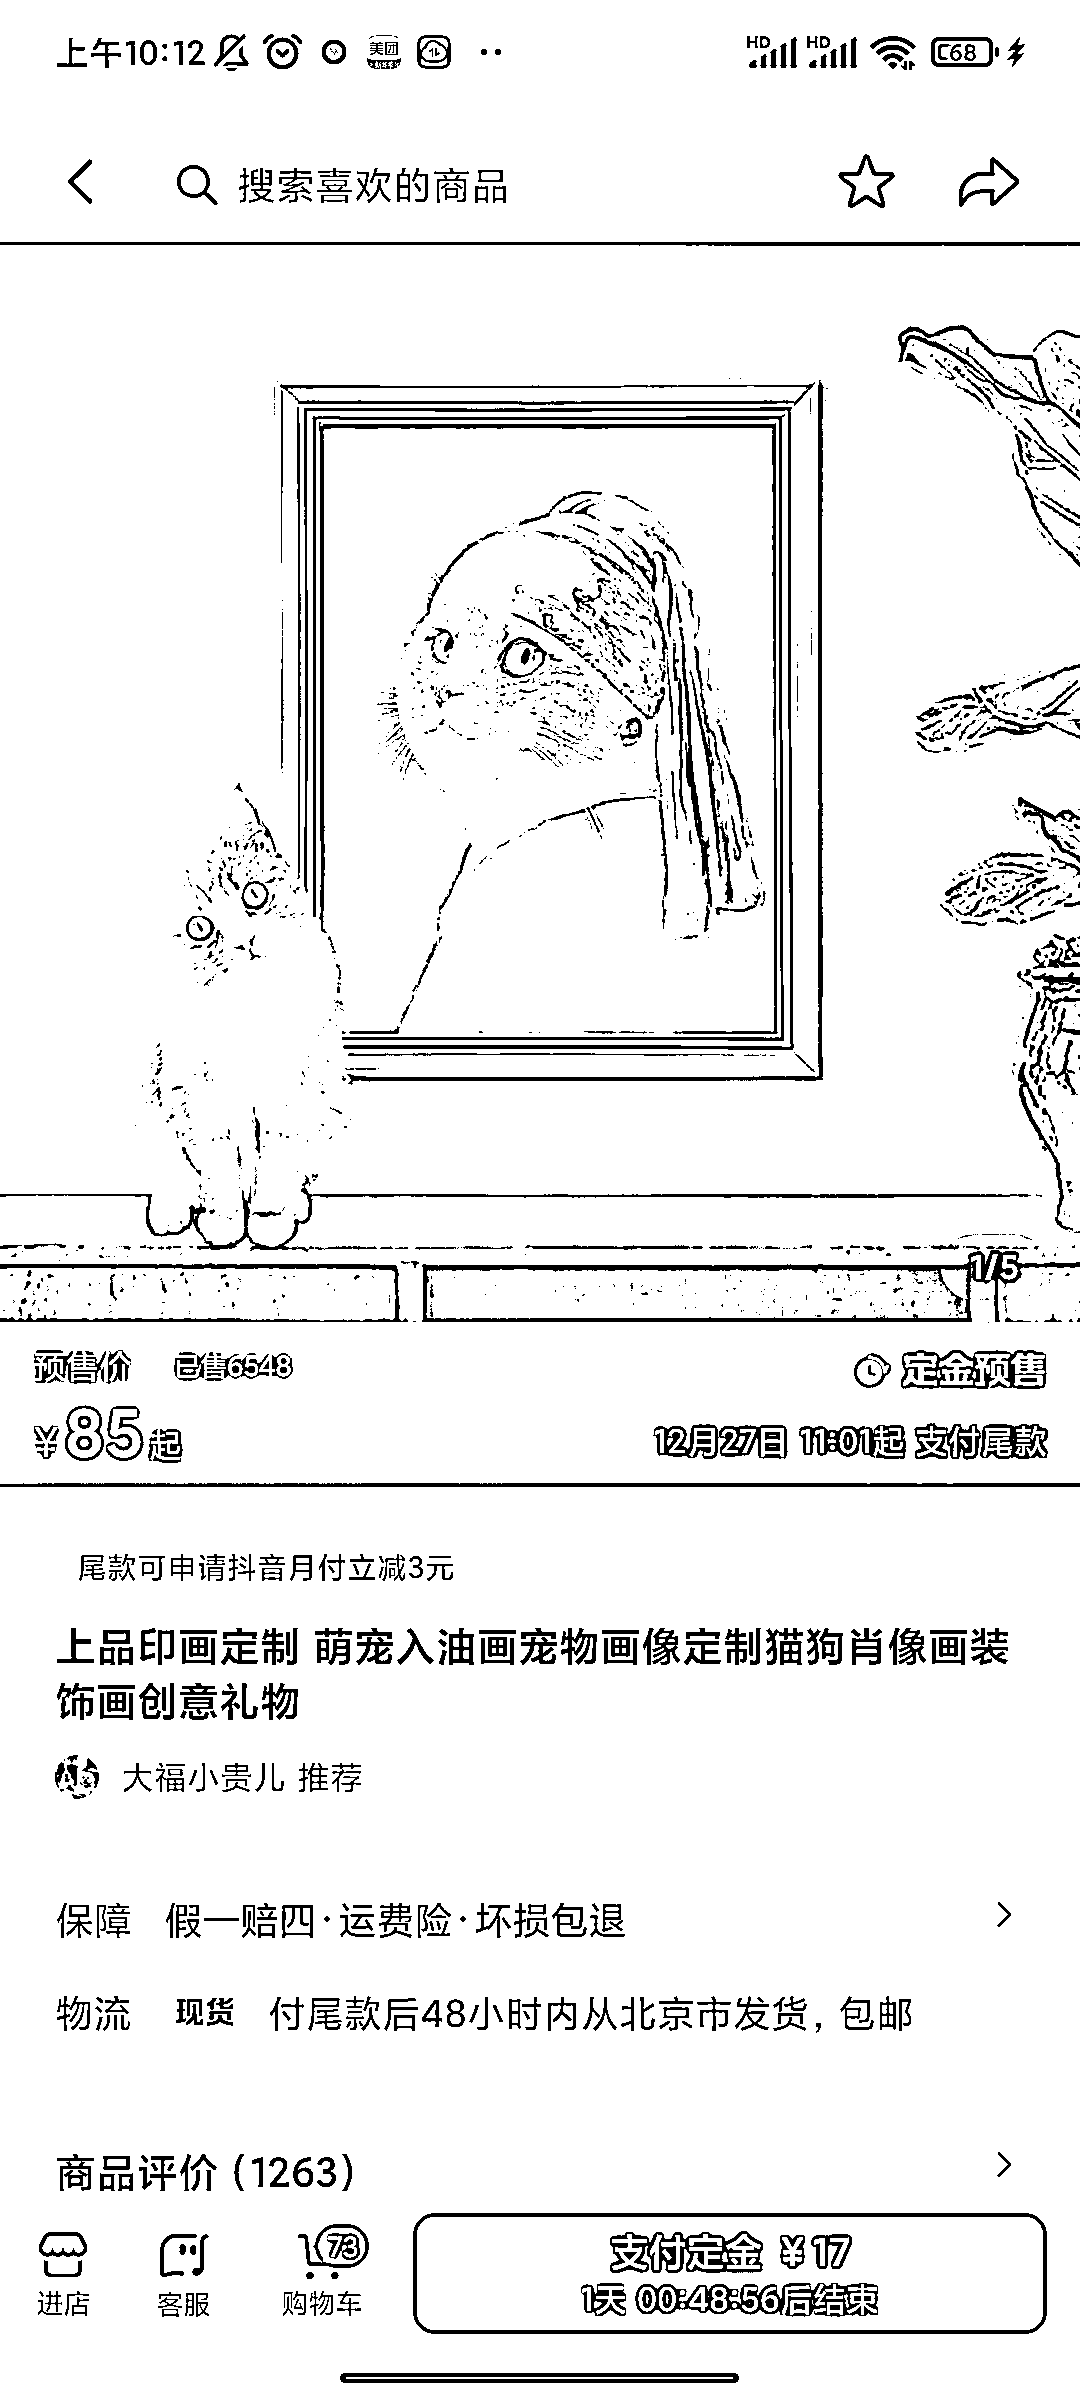 上午10:12 美团 HD HD 68
搜索喜欢的商品
1/5
预售价 已售6548 定金预售
¥85起 12月27日 11:01起 支付尾款
尾款可申请抖音月付立减3元
上品印画定制 萌宠入油画宠物画像定制猫狗肖像画装
饰画创意礼物
大福小贵儿 推荐
保障 假一赔四·运费险·坏损包退
物流 现货 付尾款后48小时内从北京市发货，包邮
商品评价 (1263)
73
支付定金 ¥17
1天 00:48:56后结束
进店 客服 购物车